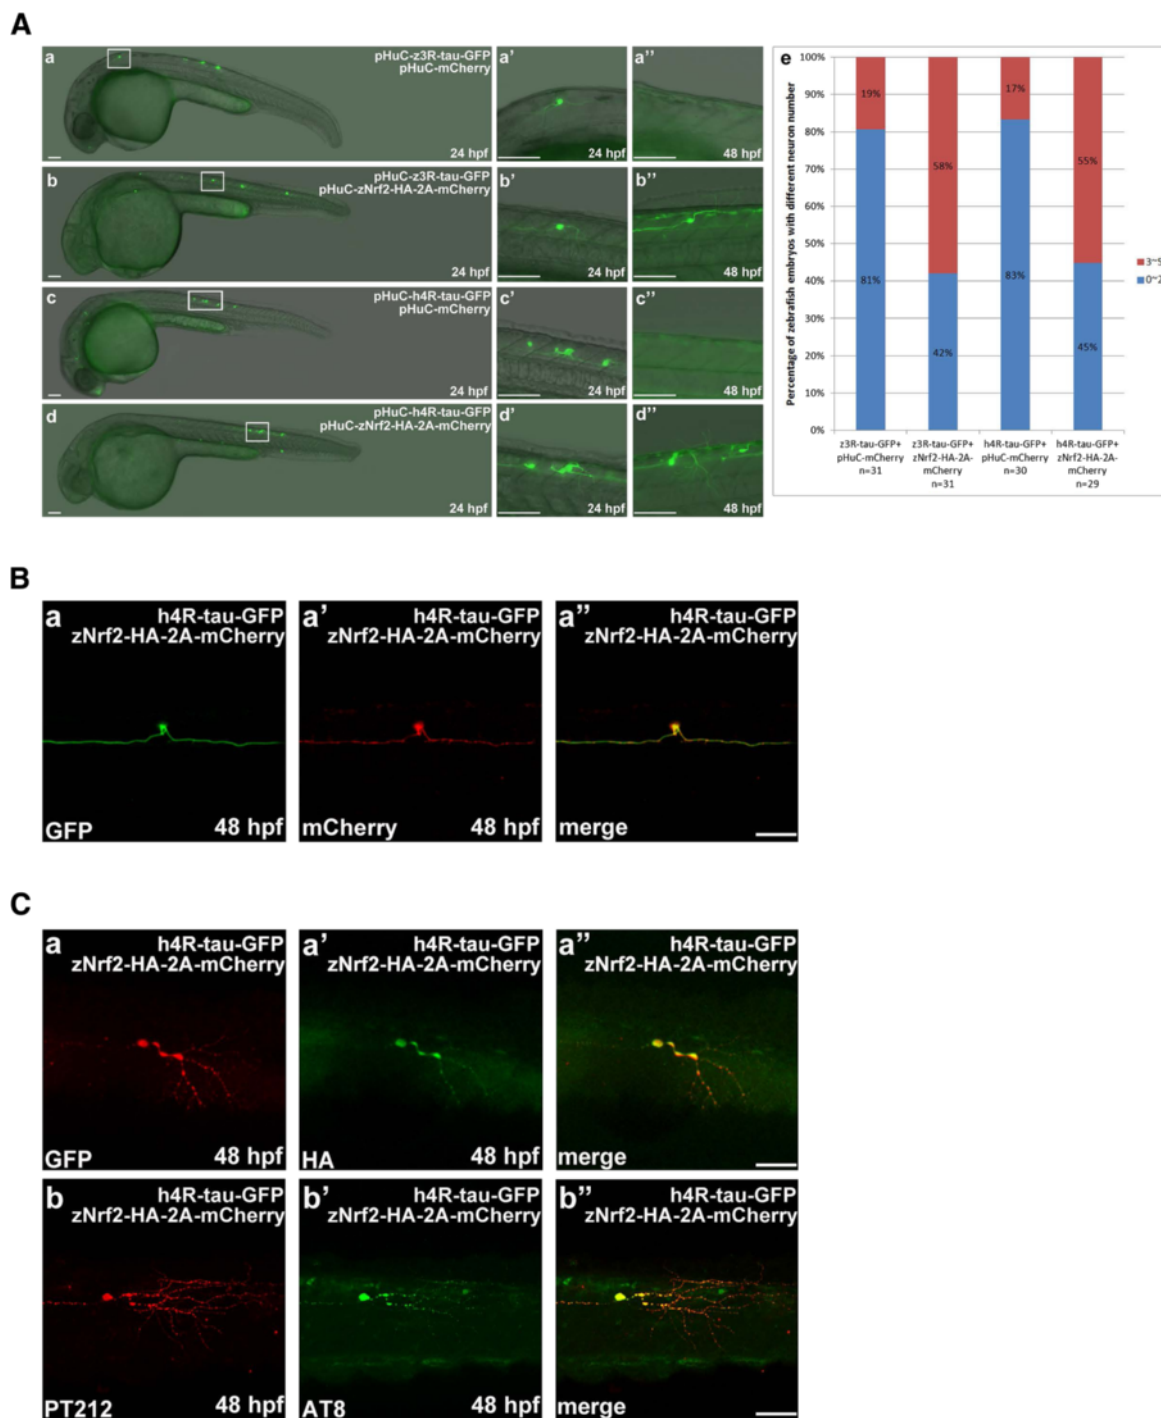 A
a
pHuC-z3R-tau-GFP
pHuC-mCherry
24 hpf
a'
24 hpf
a''
48 hpf
b
pHuC-z3R-tau-GFP
pHuC-zNrf2-HA-2A-mCherry
24 hpf
b'
24 hpf
b''
48 hpf
c
pHuC-h4R-tau-GFP
pHuC-mCherry
24 hpf
c'
24 hpf
c''
48 hpf
d
pHuC-h4R-tau-GFP
pHuC-zNrf2-HA-2A-mCherry
24 hpf
d'
24 hpf
d''
48 hpf
e
Percentage of zebrafish embryos with different neuron number
100%
90%
80%
70%
60%
50%
40%
30%
20%
10%
0%
19%
81%
58%
42%
17%
83%
55%
45%
z3R-tau-GFP+
pHuC-mCherry
n=31
z3R-tau-GFP+
zNrf2-HA-2A-
mCherry
n=31
h4R-tau-GFP+
pHuC-mCherry
n=30
h4R-tau-GFP+
zNrf2-HA-2A-
mCherry
n=29
3~5
0~2
B
a
h4R-tau-GFP
zNrf2-HA-2A-mCherry
GFP 48 hpf
a'
h4R-tau-GFP
zNrf2-HA-2A-mCherry
mCherry 48 hpf
a''
h4R-tau-GFP
zNrf2-HA-2A-mCherry
merge
C
a
h4R-tau-GFP
zNrf2-HA-2A-mCherry
GFP 48 hpf
a'
h4R-tau-GFP
zNrf2-HA-2A-mCherry
HA 48 hpf
a''
h4R-tau-GFP
zNrf2-HA-2A-mCherry
merge
b
h4R-tau-GFP
zNrf2-HA-2A-mCherry
PT212 48 hpf
b'
h4R-tau-GFP
zNrf2-HA-2A-mCherry
AT8 48 hpf
b''
h4R-tau-GFP
zNrf2-HA-2A-mCherry
merge